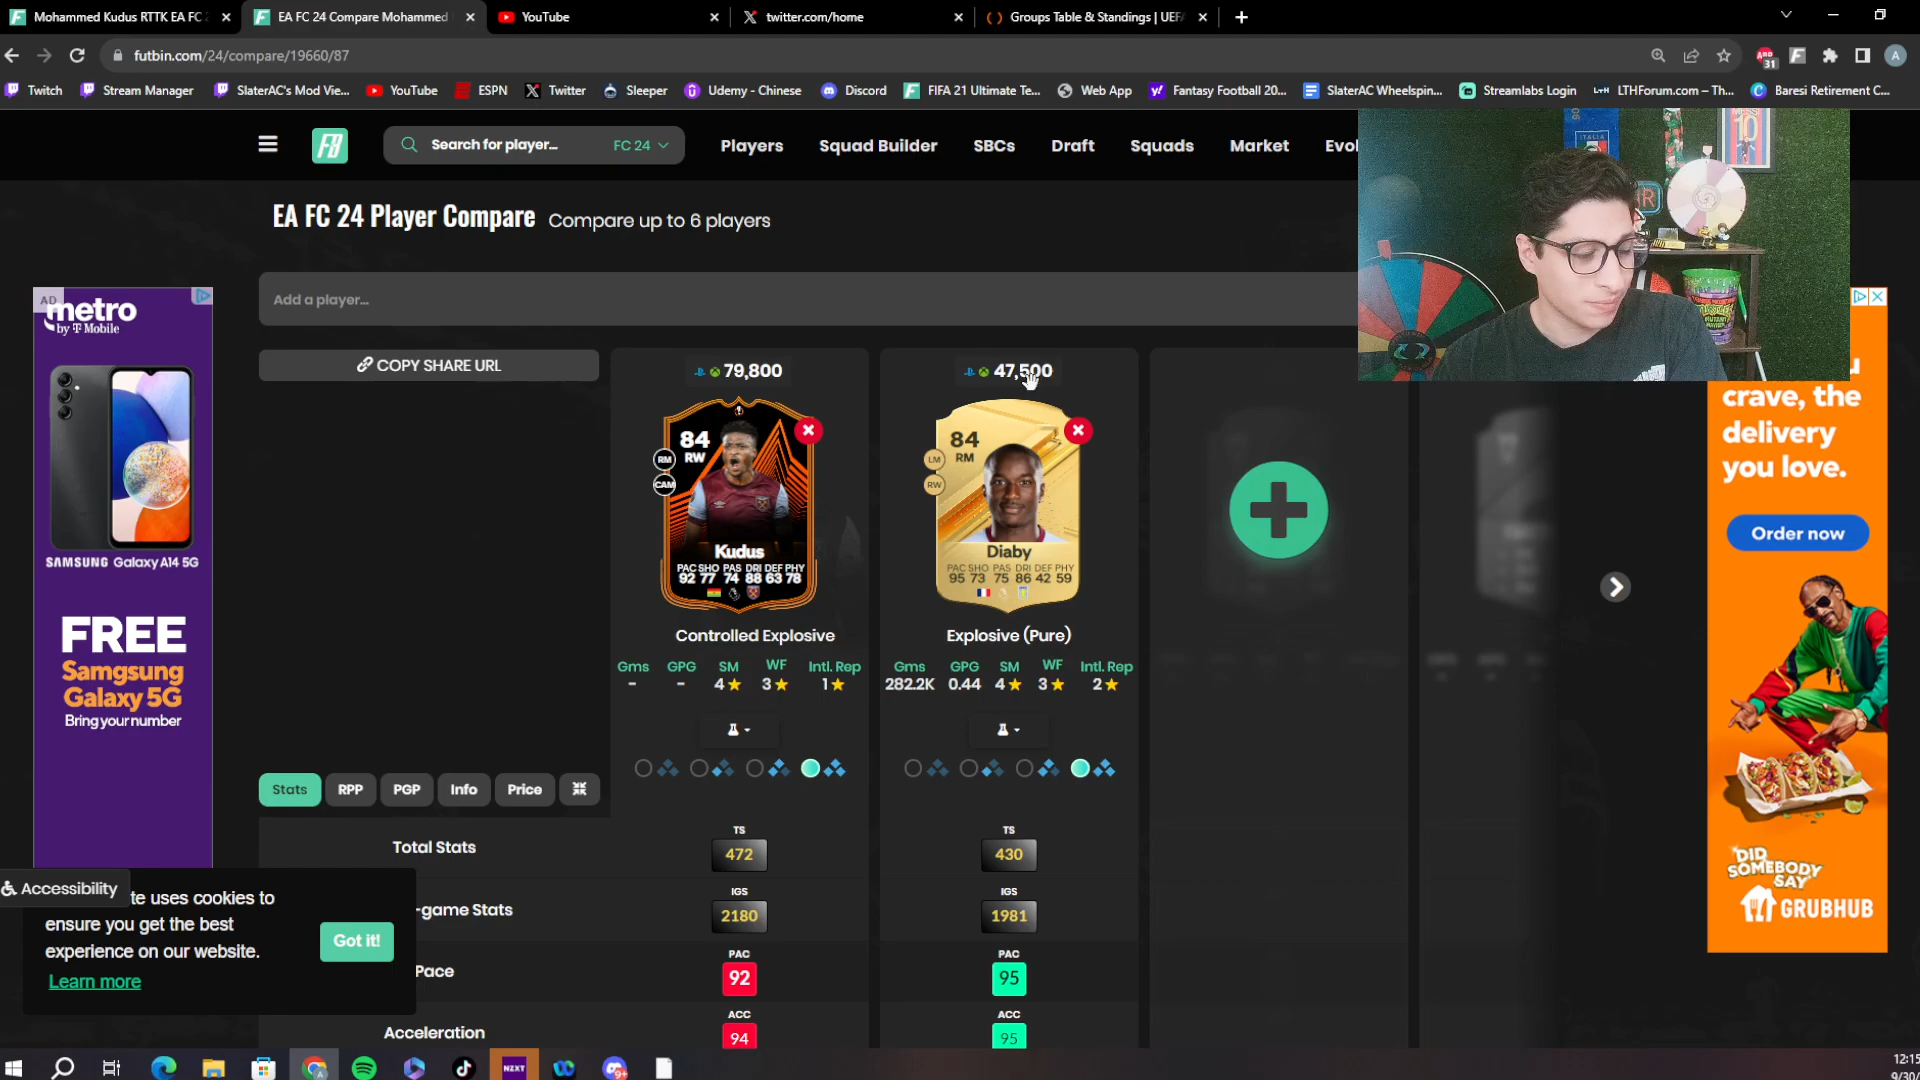 Mohammed Kudus RTTK EA FC 2
EA FC 24 Compare Mohammed
YouTube
twitter.com/home
Groups Table & Standings | UEF
futbin.com/24/compare/19660/87
31
A
Twitch
Stream Manager
SlaterAC's Mod Vie...
YouTube
ESPN
Twitter
Sleeper
Udemy - Chinese
Discord
FIFA 21 Ultimate Te...
Web App
Fantasy Football 20...
SlaterAC Wheelspin...
Streamlabs Login
LTHForum.com – Th...
Baresi Retirement C...
Search for player...
FC 24
Players
Squad Builder
SBCs
Draft
Squads
Market
Evol
ITALIA
10
EA FC 24 Player Compare
Compare up to 6 players
Add a player...
COPY SHARE URL
79,800
47,500
84
RW
RM
CAM
Kudus
PAC SHO PAS DRI DEF PHY
92 77 74 88 63 78
84
RM
LM
RW
Diaby
PAC SHO PAS DRI DEF PHY
95 73 75 86 42 59
Controlled Explosive
Explosive (Pure)
Gms GPG SM WF Intl. Rep
- - 4 3 1
Gms GPG SM WF Intl. Rep
282.2K 0.44 4 3 2
Stats
RPP
PGP
Info
Price
Total Stats
TS
472
TS
430
-game Stats
IGS
2180
IGS
1981
Pace
PAC
92
PAC
95
Acceleration
ACC
94
ACC
95
AD
metro
by T Mobile
SAMSUNG Galaxy A14 5G
FREE
Samgsung
Galaxy 5G
Bring your number
Accessibility
te uses cookies to
ensure you get the best
experience on our website.
Learn more
Got it!
crave, the
delivery
you love.
Order now
DID
SOMEBODY
SAY
GRUBHUB
NZXT
12:15
9/30/